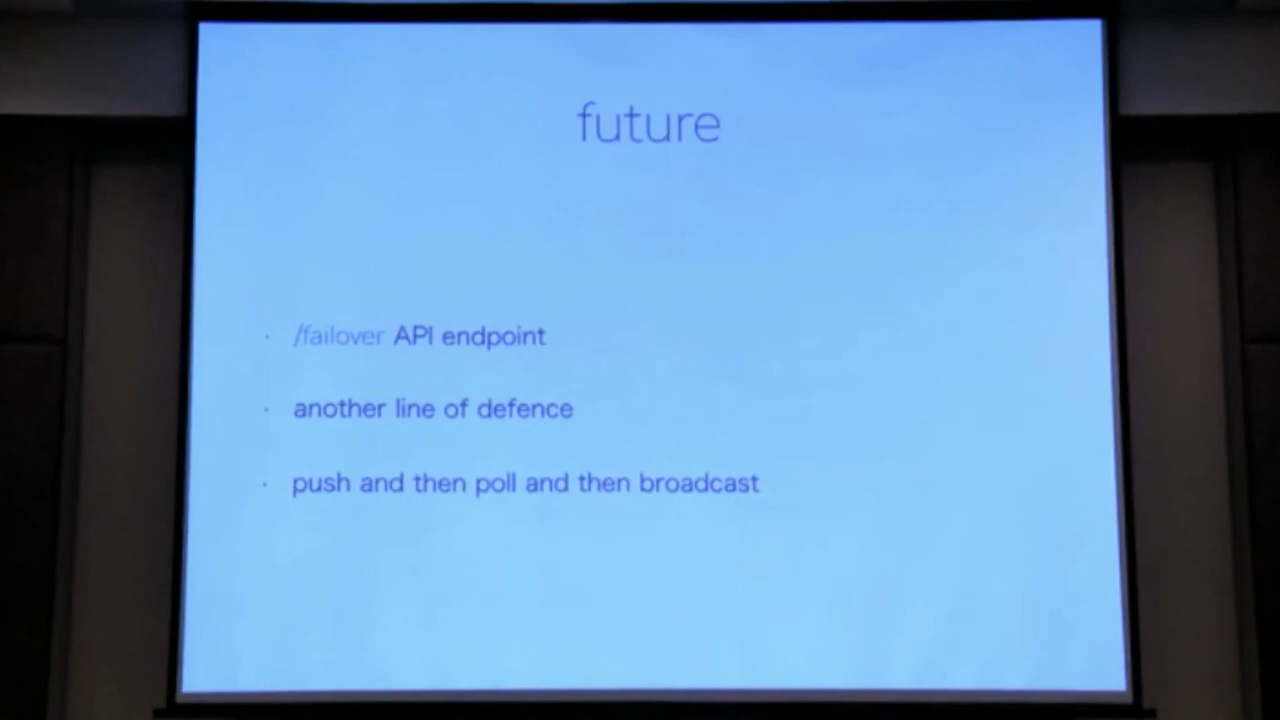 future
· /failover API endpoint
· another line of defence
· push and then poll and then broadcast